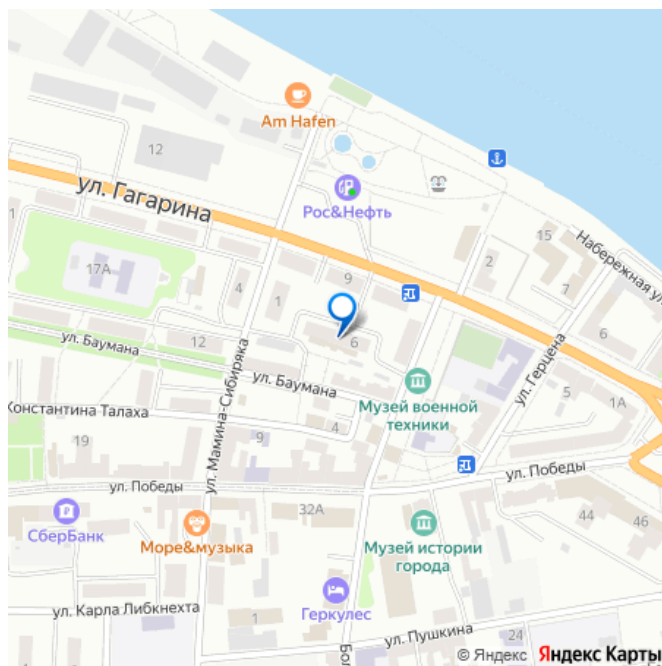 Am Hafen
12
ул. Гагарина
Рос&Нефть
15
Набережная ул.
1
17А
4
1
9
2
7
6
12
6
ул. Баумана
ул. Мамина-Сибиряка
ул. Баумана
Музей военной
техники
ул. Герцена
5
1А
Константина Талаха
19
9
4
ул. Победы
ул. Победы
32А
СберБанк
Море&музыка
Музей истории
города
44
46
Геркулес
ул. Карла Либкнехта
1
ул. Пушкина
24
© Яндекс Яндекс Карты